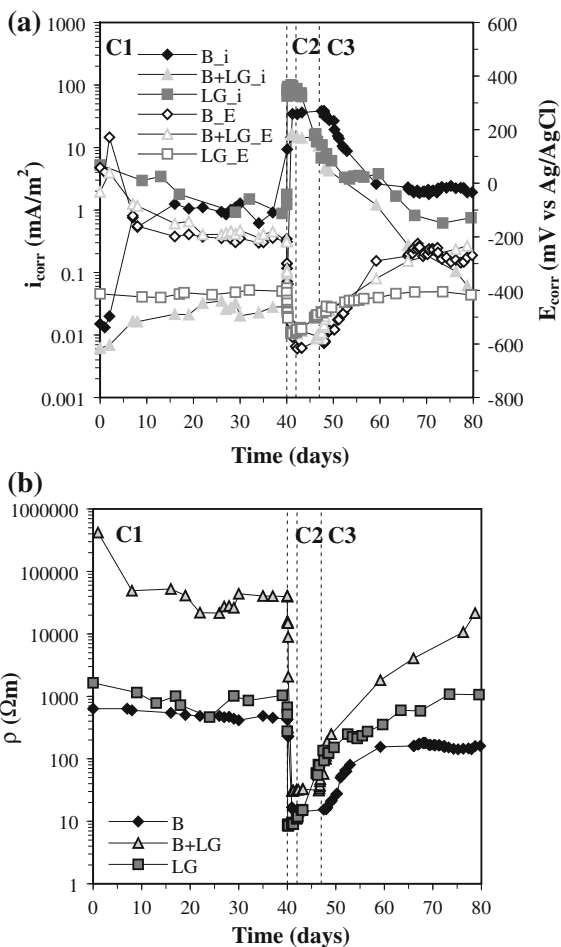 (a)
C1 C2 C3
B_i
B+LG_i
LG_i
B_E
B+LG_E
LG_E
1000
100
10
1
0.1
0.01
0.001
i_corr (mA/m²)
600
400
200
0
-200
-400
-600
-800
E_corr (mV vs Ag/AgCl)
0 10 20 30 40 50 60 70 80
Time (days)
(b)
C1 C2 C3
1000000
100000
10000
1000
100
10
1
ρ (Ωm)
B
B+LG
LG
0 10 20 30 40 50 60 70 80
Time (days)